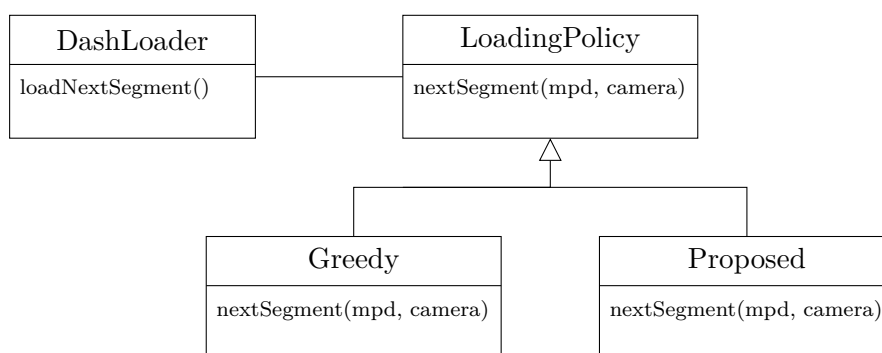 DashLoader
loadNextSegment()
LoadingPolicy
nextSegment(mpd, camera)
Greedy
nextSegment(mpd, camera)
Proposed
nextSegment(mpd, camera)